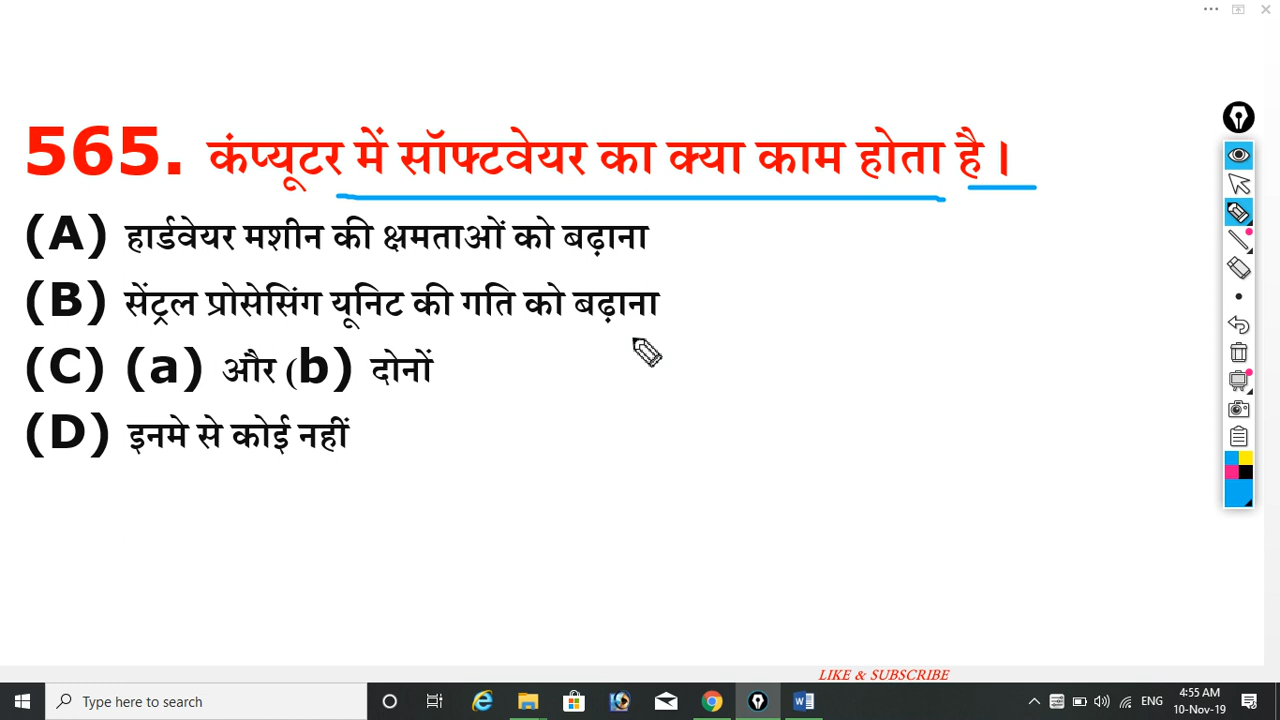 565. कंप्यूटर में सॉफ्टवेयर का क्या काम होता है।
(A) हार्डवेयर मशीन की क्षमताओं को बढ़ाना
(B) सेंट्रल प्रोसेसिंग यूनिट की गति को बढ़ाना
(C) (a) और (b) दोनों
(D) इनमे से कोई नहीं
LIKE & SUBSCRIBE
Type here to search
ENG
4:55 AM
10-Nov-19